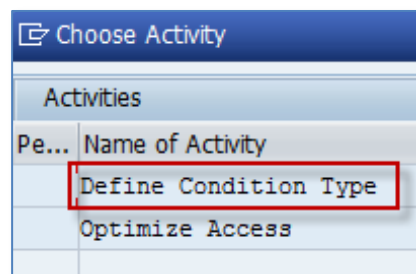 Choose Activity
Activities
Pe... Name of Activity
Define Condition Type
Optimize Access